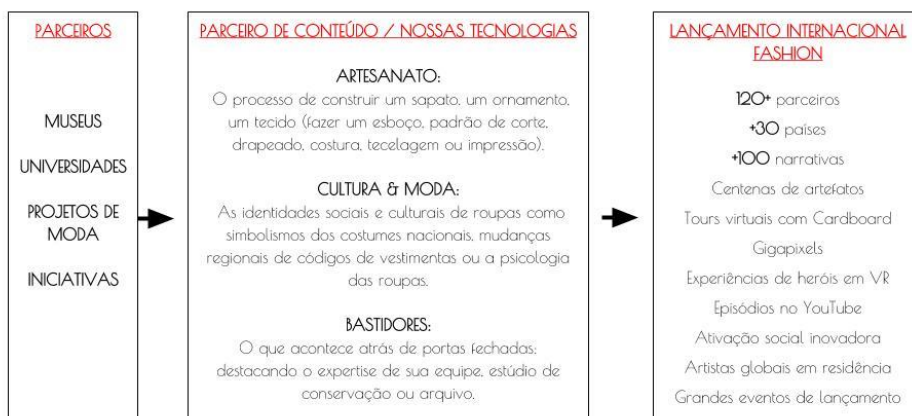 PARCEIROS
MUSEUS
UNIVERSIDADES
PROJETOS DE
MODA
INICIATIVAS
PARCEIRO DE CONTEÚDO / NOSSAS TECNOLOGIAS
ARTESANATO:
O processo de construir um sapato, um ornamento,
um tecido (fazer um esboço, padrão de corte,
drapeado, costura, tecelagem ou impressão).
CULTURA & MODA:
As identidades sociais e culturais de roupas como
simbolismos dos costumes nacionais, mudanças
regionais de códigos de vestimentas ou a psicologia
das roupas.
BASTIDORES:
O que acontece atrás de portas fechadas:
destacando o expertise de sua equipe, estúdio de
conservação ou arquivo.
LANÇAMENTO INTERNACIONAL
FASHION
120+ parceiros
+30 países
+100 narrativas
Centenas de artefatos
Tours virtuais com Cardboard
Gigapixels
Experiências de heróis em VR
Episódios no YouTube
Ativação social inovadora
Artistas globais em residência
Grandes eventos de lançamento